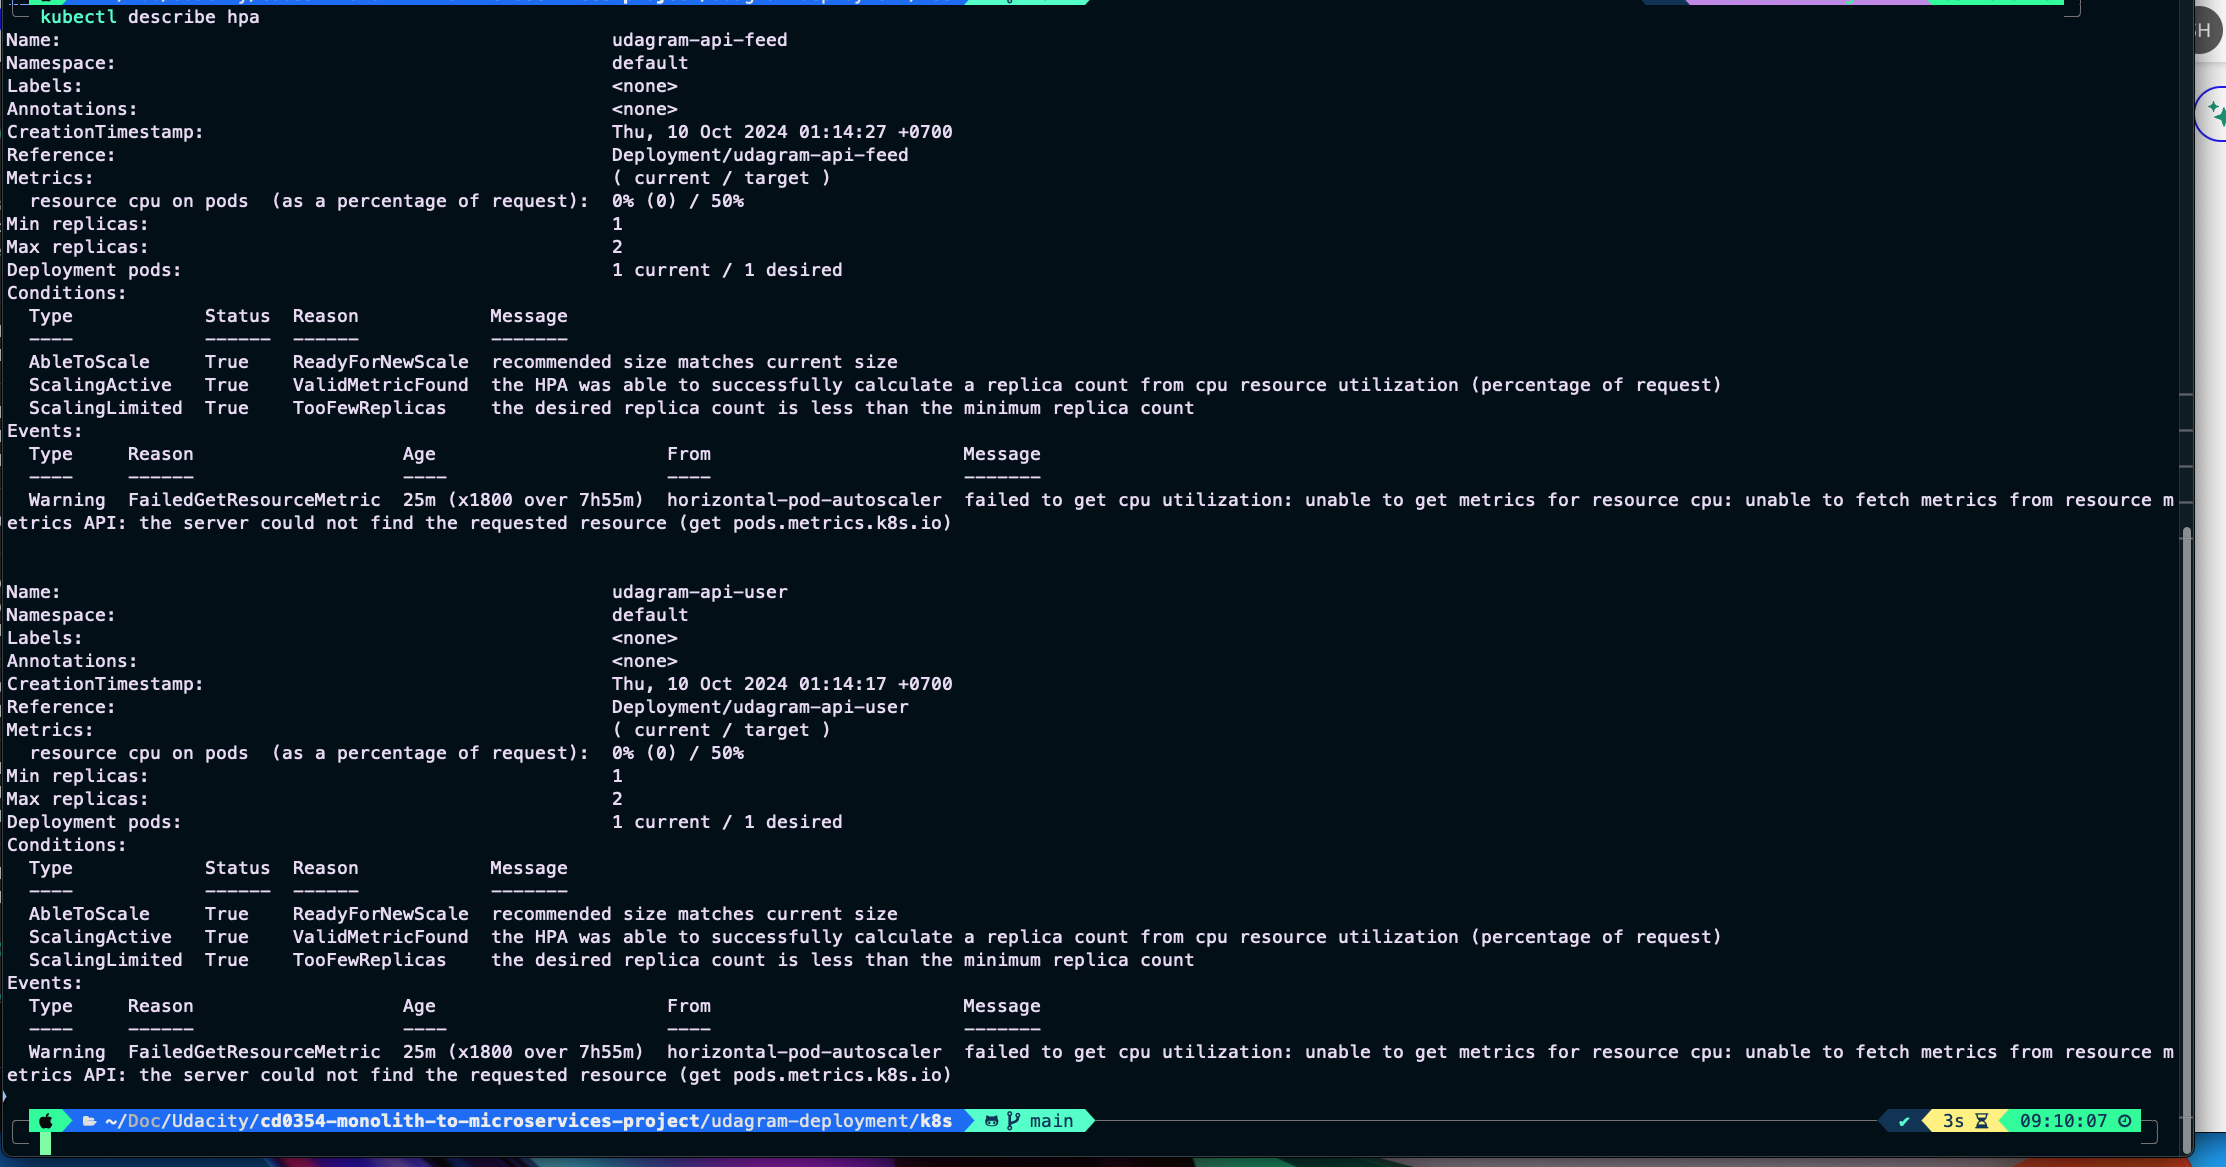 kubectl describe hpa
Name:                                                  udagram-api-feed
Namespace:                                             default
Labels:                                                <none>
Annotations:                                           <none>
CreationTimestamp:                                     Thu, 10 Oct 2024 01:14:27 +0700
Reference:                                             Deployment/udagram-api-feed
Metrics:                                               ( current / target )
  resource cpu on pods  (as a percentage of request):  0% (0) / 50%
Min replicas:                                          1
Max replicas:                                          2
Deployment pods:                                       1 current / 1 desired
Conditions:
  Type            Status  Reason            Message
  ----            ------  ------            -------
  AbleToScale     True    ReadyForNewScale  recommended size matches current size
  ScalingActive   True    ValidMetricFound  the HPA was able to successfully calculate a replica count from cpu resource utilization (percentage of request)
  ScalingLimited  True    TooFewReplicas    the desired replica count is less than the minimum replica count
Events:
  Type     Reason                   Age                     From                       Message
  ----     ------                   ----                    ----                       -------
  Warning  FailedGetResourceMetric  25m (x1800 over 7h55m)  horizontal-pod-autoscaler  failed to get cpu utilization: unable to get metrics for resource cpu: unable to fetch metrics from resource m
etrics API: the server could not find the requested resource (get pods.metrics.k8s.io)
Name:                                                  udagram-api-user
Namespace:                                             default
Labels:                                                <none>
Annotations:                                           <none>
CreationTimestamp:                                     Thu, 10 Oct 2024 01:14:17 +0700
Reference:                                             Deployment/udagram-api-user
Metrics:                                               ( current / target )
  resource cpu on pods  (as a percentage of request):  0% (0) / 50%
Min replicas:                                          1
Max replicas:                                          2
Deployment pods:                                       1 current / 1 desired
Conditions:
  Type            Status  Reason            Message
  ----            ------  ------            -------
  AbleToScale     True    ReadyForNewScale  recommended size matches current size
  ScalingActive   True    ValidMetricFound  the HPA was able to successfully calculate a replica count from cpu resource utilization (percentage of request)
  ScalingLimited  True    TooFewReplicas    the desired replica count is less than the minimum replica count
Events:
  Type     Reason                   Age                     From                       Message
  ----     ------                   ----                    ----                       -------
  Warning  FailedGetResourceMetric  25m (x1800 over 7h55m)  horizontal-pod-autoscaler  failed to get cpu utilization: unable to get metrics for resource cpu: unable to fetch metrics from resource m
etrics API: the server could not find the requested resource (get pods.metrics.k8s.io)
~/Doc/Udacity/cd0354-monolith-to-microservices-project/udagram-deployment/k8s  main  ✔  3s  09:10:07